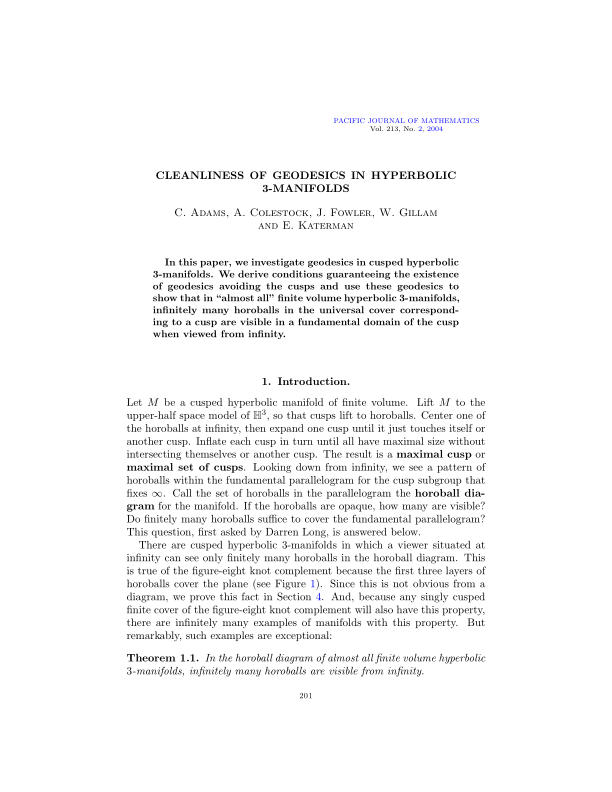 PACIFIC JOURNAL OF MATHEMATICS
Vol. 213, No. 2, 2004
CLEANLINESS OF GEODESICS IN HYPERBOLIC
3-MANIFOLDS
C. Adams, A. Colestock, J. Fowler, W. Gillam
and E. Katerman
In this paper, we investigate geodesics in cusped hyperbolic
3-manifolds. We derive conditions guaranteeing the existence
of geodesics avoiding the cusps and use these geodesics to
show that in “almost all” finite volume hyperbolic 3-manifolds,
infinitely many horoballs in the universal cover correspond-
ing to a cusp are visible in a fundamental domain of the cusp
when viewed from infinity.
1. Introduction.
Let M be a cusped hyperbolic manifold of finite volume. Lift M to the
upper-half space model of ℍ³, so that cusps lift to horoballs. Center one of
the horoballs at infinity, then expand one cusp until it just touches itself or
another cusp. Inflate each cusp in turn until all have maximal size without
intersecting themselves or another cusp. The result is a maximal cusp or
maximal set of cusps. Looking down from infinity, we see a pattern of
horoballs within the fundamental parallelogram for the cusp subgroup that
fixes ∞. Call the set of horoballs in the parallelogram the horoball dia-
gram for the manifold. If the horoballs are opaque, how many are visible?
Do finitely many horoballs suffice to cover the fundamental parallelogram?
This question, first asked by Darren Long, is answered below.
There are cusped hyperbolic 3-manifolds in which a viewer situated at
infinity can see only finitely many horoballs in the horoball diagram. This
is true of the figure-eight knot complement because the first three layers of
horoballs cover the plane (see Figure 1). Since this is not obvious from a
diagram, we prove this fact in Section 4. And, because any singly cusped
finite cover of the figure-eight knot complement will also have this property,
there are infinitely many examples of manifolds with this property. But
remarkably, such examples are exceptional:
Theorem 1.1. In the horoball diagram of almost all finite volume hyperbolic
3-manifolds, infinitely many horoballs are visible from infinity.
201